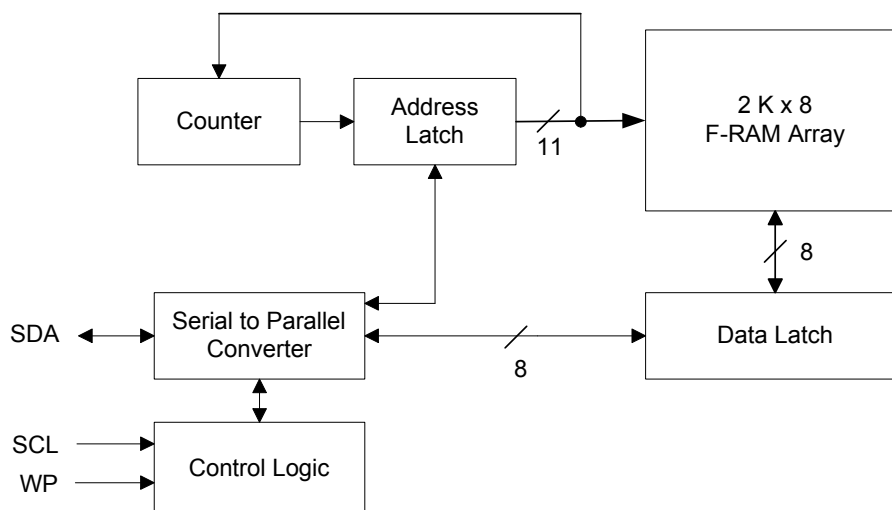 Counter
Address
Latch
11
2 K x 8
F-RAM Array
8
SDA
Serial to Parallel
Converter
8
Data Latch
SCL
WP
Control Logic